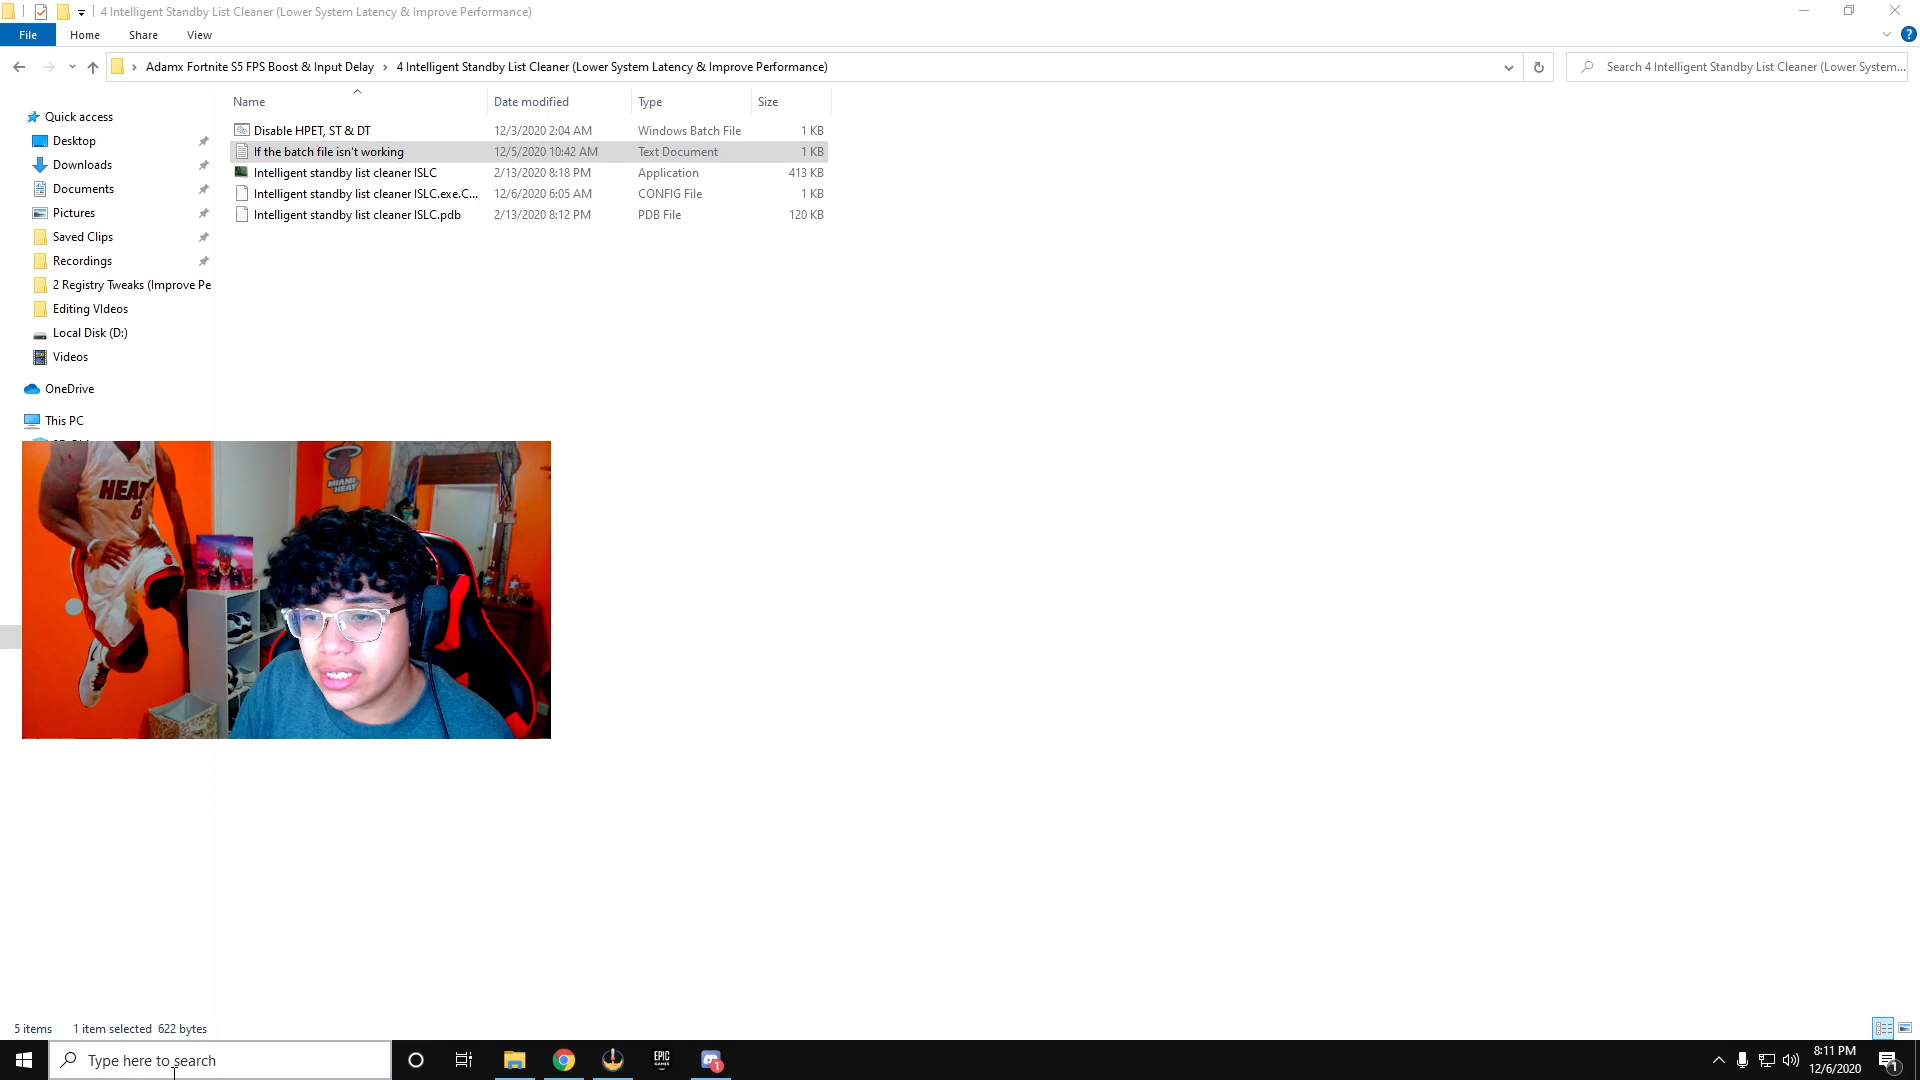 4 Intelligent Standby List Cleaner (Lower System Latency & Improve Performance)
File Home Share View
Adamx Fortnite S5 FPS Boost & Input Delay › 4 Intelligent Standby List Cleaner (Lower System Latency & Improve Performance)
Search 4 Intelligent Standby List Cleaner (Lower System...
Name Date modified Type Size
Quick access
Desktop
Downloads
Documents
Pictures
Saved Clips
Recordings
2 Registry Tweaks (Improve Pe
Editing VIdeos
Local Disk (D:)
Videos
OneDrive
This PC
Disable HPET, ST & DT 12/3/2020 2:04 AM Windows Batch File 1 KB
If the batch file isn't working 12/5/2020 10:42 AM Text Document 1 KB
Intelligent standby list cleaner ISLC 2/13/2020 8:18 PM Application 413 KB
Intelligent standby list cleaner ISLC.exe.C... 12/6/2020 6:05 AM CONFIG File 1 KB
Intelligent standby list cleaner ISLC.pdb 2/13/2020 8:12 PM PDB File 120 KB
MIAMI
HEAT
HEAT
6
5 items 1 item selected 622 bytes
Type here to search
EPIC
GAMES
1
8:11 PM
12/6/2020
1